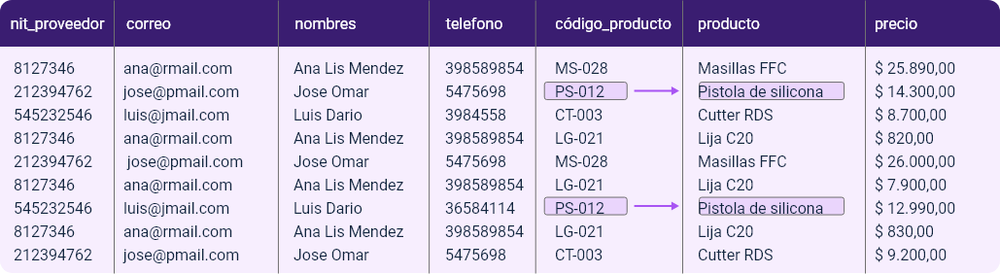 nit_proveedor correo nombres telefono código_producto producto precio
8127346 ana@rmail.com Ana Lis Mendez 398589854 MS-028 Masillas FFC $ 25.890,00
212394762 jose@pmail.com Jose Omar 5475698 PS-012 Pistola de silicona $ 14.300,00
545232546 luis@jmail.com Luis Dario 3984558 CT-003 Cutter RDS $ 8.700,00
8127346 ana@rmail.com Ana Lis Mendez 398589854 LG-021 Lija C20 $ 820,00
212394762 jose@pmail.com Jose Omar 5475698 MS-028 Masillas FFC $ 26.000,00
8127346 ana@rmail.com Ana Lis Mendez 398589854 LG-021 Lija C20 $ 7.900,00
545232546 luis@jmail.com Luis Dario 36584114 PS-012 Pistola de silicona $ 12.990,00
8127346 ana@rmail.com Ana Lis Mendez 398589854 LG-021 Lija C20 $ 830,00
212394762 jose@pmail.com Jose Omar 5475698 CT-003 Cutter RDS $ 9.200,00